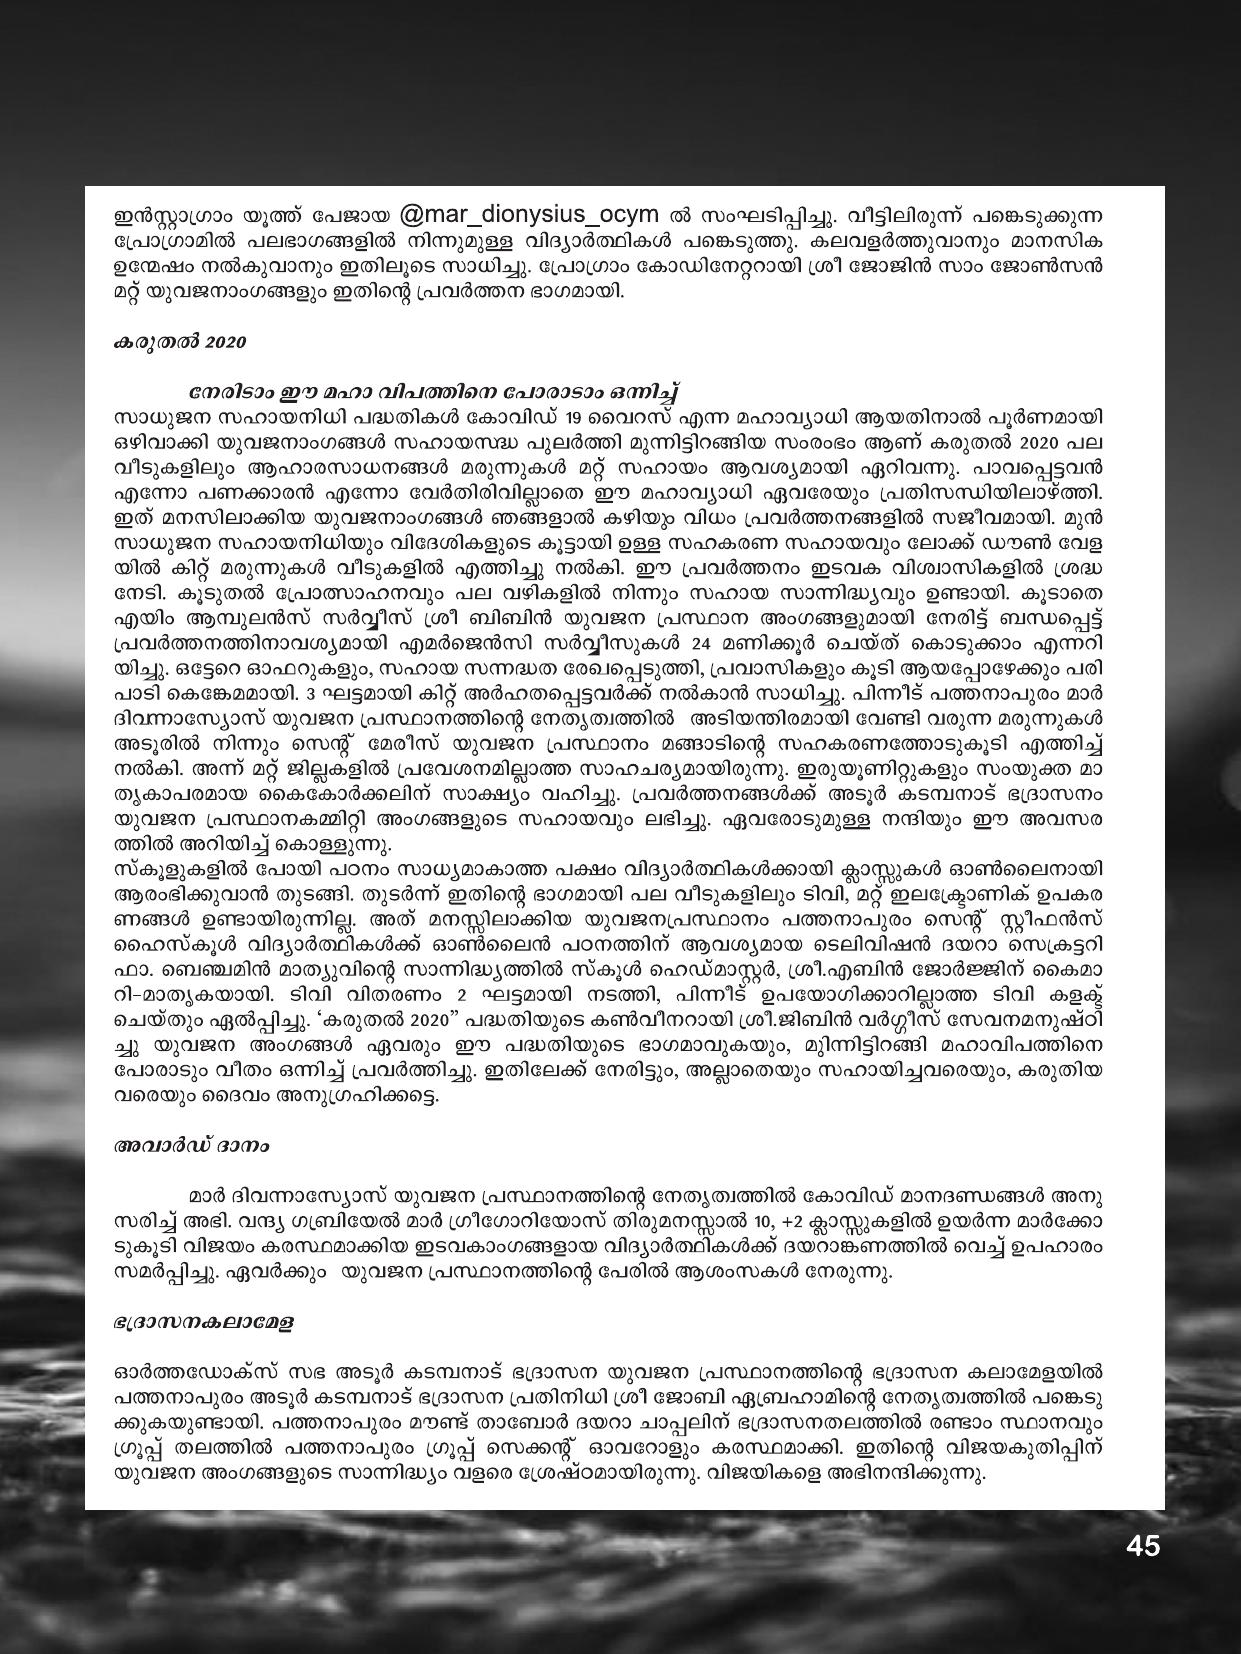 ഇൻസ്റ്റാഗ്രാം യൂത്ത് പേജായ @mar_dionysius_ocym ൽ സംഘടിപ്പിച്ചു. വീട്ടിലിരുന്ന് പങ്കെടുക്കുന്ന
പ്രോഗ്രാമിൽ പലഭാഗങ്ങളിൽ നിന്നുമുള്ള വിദ്യാർത്ഥികൾ പങ്കെടുത്തു. കലവളർത്തുവാനും മാനസിക
ഉന്മേഷം നൽകുവാനും ഇതിലൂടെ സാധിച്ചു. പ്രോഗ്രാം കോഡിനേറ്ററായി ശ്രീ ജോജിൻ സാം ജോൺസൻ
മറ്റ് യുവജനാംഗങ്ങളും ഇതിന്റെ പ്രവർത്തന ഭാഗമായി.
കരുതൽ 2020
നേരിടാം ഈ മഹാ വിപത്തിനെ പോരാടാം ഒന്നിച്ച്
സാധുജന സഹായനിധി പദ്ധതികൾ കോവിഡ് 19 വൈറസ് എന്ന മഹാവ്യാധി ആയതിനാൽ പൂർണമായി
ഒഴിവാക്കി യുവജനാംഗങ്ങൾ സഹായസദ്ധ പുലർത്തി മുന്നിട്ടിറങ്ങിയ സംരംഭം ആണ് കരുതൽ 2020 പല
വീടുകളിലും ആഹാരസാധനങ്ങൾ മരുന്നുകൾ മറ്റ് സഹായം ആവശ്യമായി ഏറിവന്നു. പാവപ്പെട്ടവൻ
എന്നോ പണക്കാരൻ എന്നോ വേർതിരിവില്ലാതെ ഈ മഹാവ്യാധി ഏവരേയും പ്രതിസന്ധിയിലാഴ്ത്തി.
ഇത് മനസിലാക്കിയ യുവജനാംഗങ്ങൾ ഞങ്ങളാൽ കഴിയും വിധം പ്രവർത്തനങ്ങളിൽ സജീവമായി. മുൻ
സാധുജന സഹായനിധിയും വിദേശികളുടെ കൂട്ടായി ഉള്ള സഹകരണ സഹായവും ലോക്ക് ഡൗൺ വേള
യിൽ കിറ്റ് മരുന്നുകൾ വീടുകളിൽ എത്തിച്ചു നൽകി. ഈ പ്രവർത്തനം ഇടവക വിശ്വാസികളിൽ ശ്രദ്ധ
നേടി. കൂടുതൽ പ്രോത്സാഹനവും പല വഴികളിൽ നിന്നും സഹായ സാന്നിദ്ധ്യവും ഉണ്ടായി. കൂടാതെ
എയിം ആമ്പുലൻസ് സർവ്വീസ് ശ്രീ ബിബിൻ യുവജന പ്രസ്ഥാന അംഗങ്ങളുമായി നേരിട്ട് ബന്ധപ്പെട്ട്
പ്രവർത്തനത്തിനാവശ്യമായി എമർജെൻസി സർവ്വീസുകൾ 24 മണിക്കൂർ ചെയ്ത് കൊടുക്കാം എന്നറി
യിച്ചു. ഒട്ടേറെ ഓഫറുകളും, സഹായ സന്നദ്ധത രേഖപ്പെടുത്തി, പ്രവാസികളും കൂടി ആയപ്പോഴേക്കും പരി
പാടി കെങ്കേമമായി. 3 ഘട്ടമായി കിറ്റ് അർഹതപ്പെട്ടവർക്ക് നൽകാൻ സാധിച്ചു. പിന്നീട് പത്തനാപുരം മാർ
ദിവന്നാസ്യോസ് യുവജന പ്രസ്ഥാനത്തിന്റെ നേതൃത്വത്തിൽ അടിയന്തിരമായി വേണ്ടി വരുന്ന മരുന്നുകൾ
അടൂരിൽ നിന്നും സെന്റ് മേരീസ് യുവജന പ്രസ്ഥാനം മങ്ങാടിന്റെ സഹകരണത്തോടുകൂടി എത്തിച്ച്
നൽകി. അന്ന് മറ്റ് ജില്ലകളിൽ പ്രവേശനമില്ലാത്ത സാഹചര്യമായിരുന്നു. ഇരുയൂണിറ്റുകളും സംയുക്ത മാ
തൃകാപരമായ കൈകോർക്കലിന് സാക്ഷ്യം വഹിച്ചു. പ്രവർത്തനങ്ങൾക്ക് അടൂർ കടമ്പനാട് ഭദ്രാസനം
യുവജന പ്രസ്ഥാനകമ്മിറ്റി അംഗങ്ങളുടെ സഹായവും ലഭിച്ചു. ഏവരോടുമുള്ള നന്ദിയും ഈ അവസര
ത്തിൽ അറിയിച്ച് കൊള്ളുന്നു.
സ്കൂളുകളിൽ പോയി പഠനം സാധ്യമാകാത്ത പക്ഷം വിദ്യാർത്ഥികൾക്കായി ക്ലാസ്സുകൾ ഓൺലൈനായി
ആരംഭിക്കുവാൻ തുടങ്ങി. തുടർന്ന് ഇതിന്റെ ഭാഗമായി പല വീടുകളിലും ടിവി, മറ്റ് ഇലക്ട്രോണിക് ഉപകര
ണങ്ങൾ ഉണ്ടായിരുന്നില്ല. അത് മനസ്സിലാക്കിയ യുവജനപ്രസ്ഥാനം പത്തനാപുരം സെന്റ് സ്റ്റീഫൻസ്
ഹൈസ്കൂൾ വിദ്യാർത്ഥികൾക്ക് ഓൺലൈൻ പഠനത്തിന് ആവശ്യമായ ടെലിവിഷൻ ദയറാ സെക്രട്ടറി
ഫാ. ബെഞ്ചമിൻ മാത്യുവിന്റെ സാന്നിദ്ധ്യത്തിൽ സ്കൂൾ ഹെഡ്മാസ്റ്റർ, ശ്രീ.എബിൻ ജോർജ്ജിന് കൈമാ
റി-മാതൃകയായി. ടിവി വിതരണം 2 ഘട്ടമായി നടത്തി, പിന്നീട് ഉപയോഗിക്കാറില്ലാത്ത ടിവി കളക്ട്
ചെയ്തും ഏൽപ്പിച്ചു. ‘കരുതൽ 2020” പദ്ധതിയുടെ കൺവീനറായി ശ്രീ.ജിബിൻ വർഗ്ഗീസ് സേവനമനുഷ്ഠി
ച്ചു യുവജന അംഗങ്ങൾ ഏവരും ഈ പദ്ധതിയുടെ ഭാഗമാവുകയും, മുിന്നിട്ടിറങ്ങി മഹാവിപത്തിനെ
പോരാടും വീതം ഒന്നിച്ച് പ്രവർത്തിച്ചു. ഇതിലേക്ക് നേരിട്ടും, അല്ലാതെയും സഹായിച്ചവരെയും, കരുതിയ
വരെയും ദൈവം അനുഗ്രഹിക്കട്ടെ.
അവാർഡ് ദാനം
മാർ ദിവന്നാസ്യോസ് യുവജന പ്രസ്ഥാനത്തിന്റെ നേതൃത്വത്തിൽ കോവിഡ് മാനദണ്ഡങ്ങൾ അനു
സരിച്ച് അഭി. വന്ദ്യ ഗബ്രിയേൽ മാർ ഗ്രീഗോറിയോസ് തിരുമനസ്സാൽ 10, +2 ക്ലാസ്സുകളിൽ ഉയർന്ന മാർക്കോ
ടുകൂടി വിജയം കരസ്ഥമാക്കിയ ഇടവകാംഗങ്ങളായ വിദ്യാർത്ഥികൾക്ക് ദയറാങ്കണത്തിൽ വെച്ച് ഉപഹാരം
സമർപ്പിച്ചു. ഏവർക്കും യുവജന പ്രസ്ഥാനത്തിന്റെ പേരിൽ ആശംസകൾ നേരുന്നു.
ഭദ്രാസനകലാമേള
ഓർത്തഡോക്സ് സഭ അടൂർ കടമ്പനാട് ഭദ്രാസന യുവജന പ്രസ്ഥാനത്തിന്റെ ഭദ്രാസന കലാമേളയിൽ
പത്തനാപുരം അടൂർ കടമ്പനാട് ഭദ്രാസന പ്രതിനിധി ശ്രീ ജോബി ഏബ്രഹാമിന്റെ നേതൃത്വത്തിൽ പങ്കെടു
ക്കുകയുണ്ടായി. പത്തനാപുരം മൗണ്ട് താബോർ ദയറാ ചാപ്പലിന് ഭദ്രാസനതലത്തിൽ രണ്ടാം സ്ഥാനവും
ഗ്രൂപ്പ് തലത്തിൽ പത്തനാപുരം ഗ്രൂപ്പ് സെക്കന്റ് ഓവറോളും കരസ്ഥമാക്കി. ഇതിന്റെ വിജയകുതിപ്പിന്
യുവജന അംഗങ്ങളുടെ സാന്നിദ്ധ്യം വളരെ ശ്രേഷ്ഠമായിരുന്നു. വിജയികളെ അഭിനന്ദിക്കുന്നു.
45